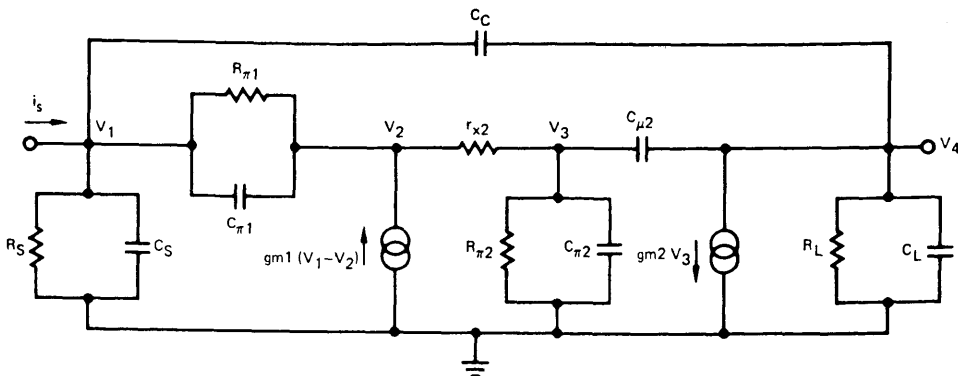 C_C
R_π1
i_s
V_1
V_2
r_x2
V_3
C_μ2
V_4
C_π1
R_S
C_S
gm1 (V_1−V_2)
R_π2
C_π2
gm2 V_3
R_L
C_L